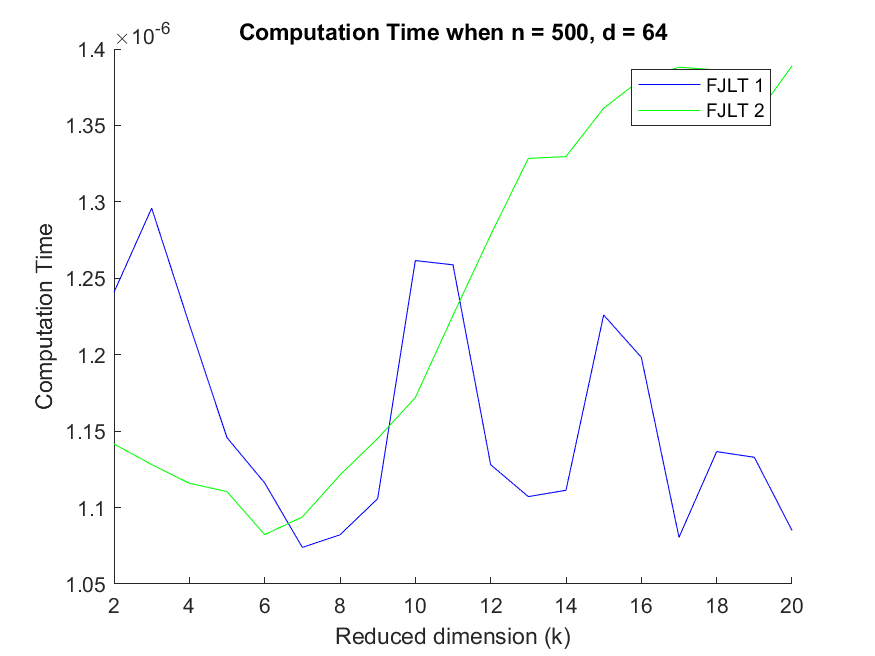 Computation Time when n = 500, d = 64
×10-6
1.4
1.35
1.3
1.25
1.2
1.15
1.1
1.05
Computation Time
FJLT 1
FJLT 2
2 4 6 8 10 12 14 16 18 20
Reduced dimension (k)